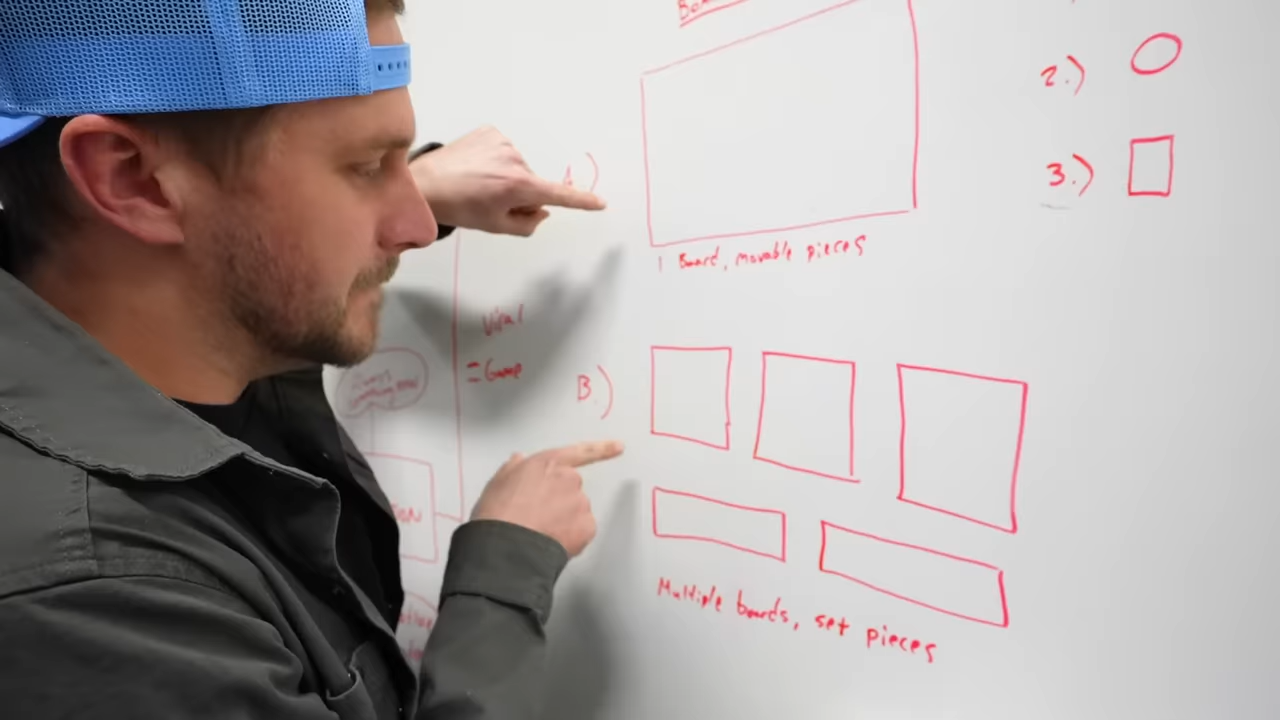 A)
1 Board, movable pieces
Viral
= Game
B.)
Multiple boards, set pieces
2.)
3.)